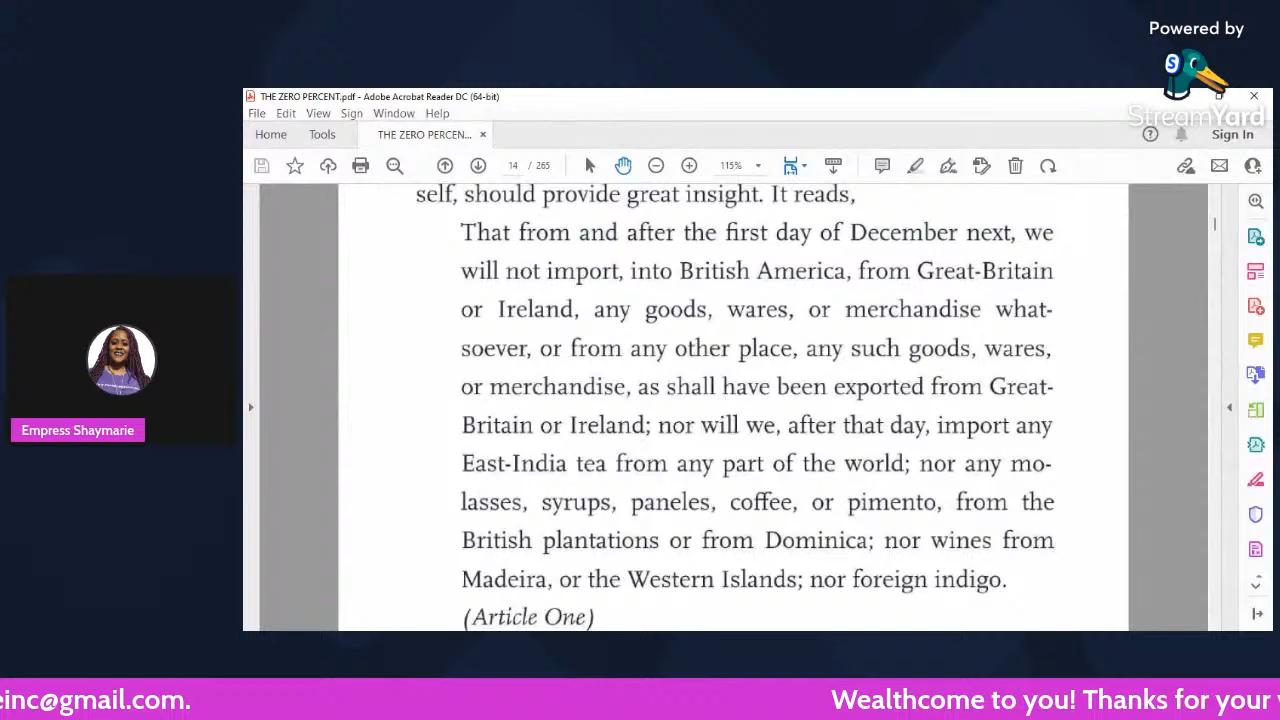 Powered by
S
StreamYard
THE ZERO PERCENT.pdf - Adobe Acrobat Reader DC (64-bit)
File Edit View Sign Window Help
Home Tools THE ZERO PERCEN... × Sign In
14 / 265 115%
self, should provide great insight. It reads,
That from and after the first day of December next, we
will not import, into British America, from Great-Britain
or Ireland, any goods, wares, or merchandise what-
soever, or from any other place, any such goods, wares,
or merchandise, as shall have been exported from Great-
Britain or Ireland; nor will we, after that day, import any
East-India tea from any part of the world; nor any mo-
lasses, syrups, paneles, coffee, or pimento, from the
British plantations or from Dominica; nor wines from
Madeira, or the Western Islands; nor foreign indigo.
(Article One)
Empress Shaymarie
einc@gmail.com. Wealthcome to you! Thanks for your